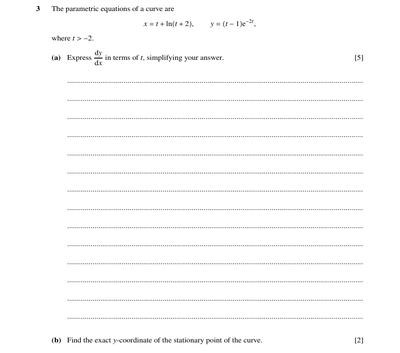 3 The parametric equations of a curve are
x = t + ln(t + 2), y = (t − 1)e^{−2t},
where t > −2.
(a) Express dy/dx in terms of t, simplifying your answer. [5]
(b) Find the exact y-coordinate of the stationary point of the curve. [2]